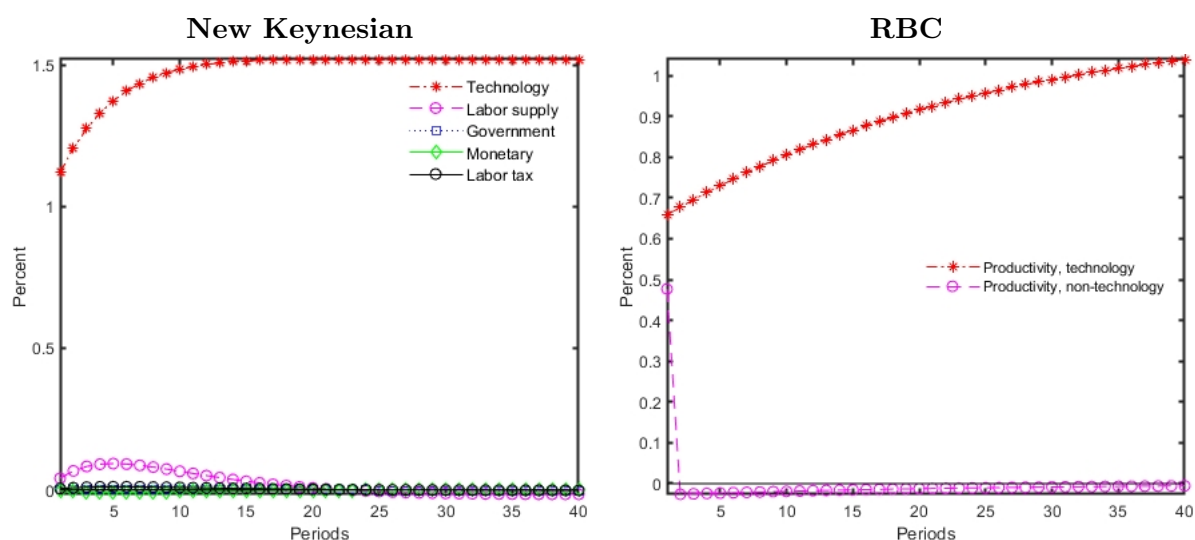 New Keynesian
RBC
1.5
1
0.5
0
Percent
5
10
15
20
25
30
35
40
Periods
Technology
Labor supply
Government
Monetary
Labor tax
1
0.9
0.8
0.7
0.6
0.5
0.4
0.3
0.2
0.1
0
Percent
5
10
15
20
25
30
35
40
Periods
Productivity, technology
Productivity, non-technology